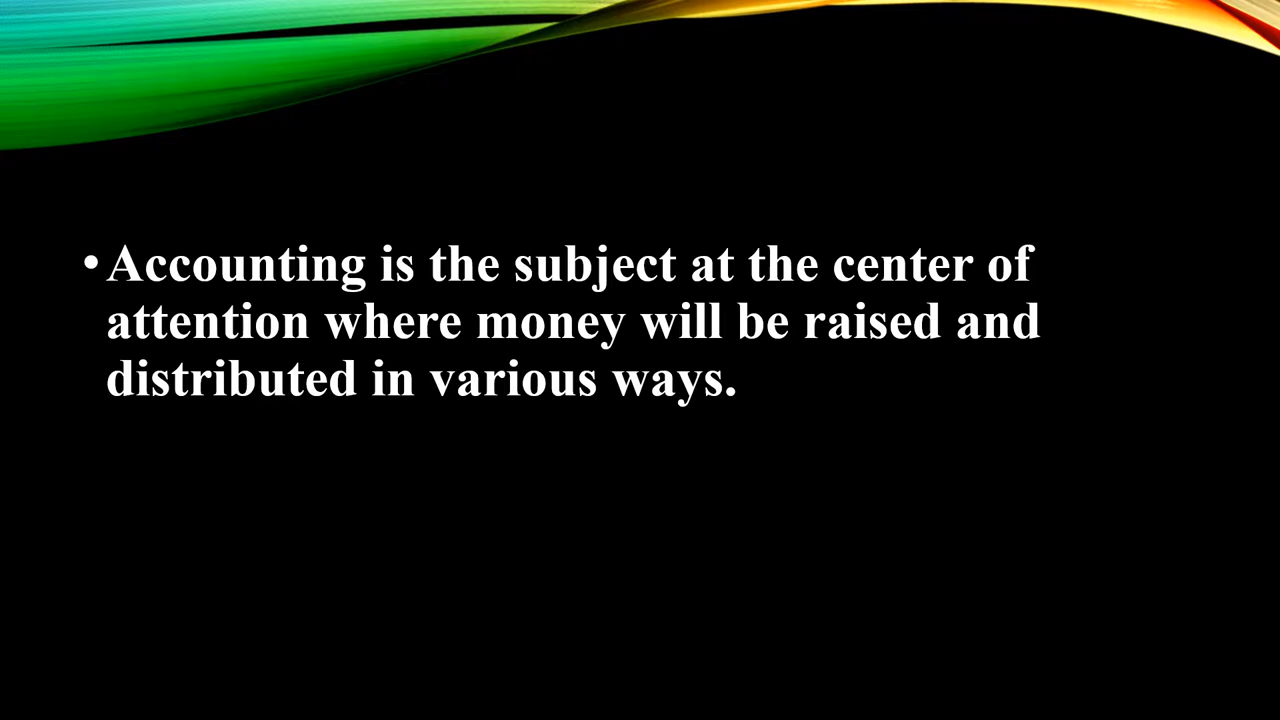 • Accounting is the subject at the center of
attention where money will be raised and
distributed in various ways.